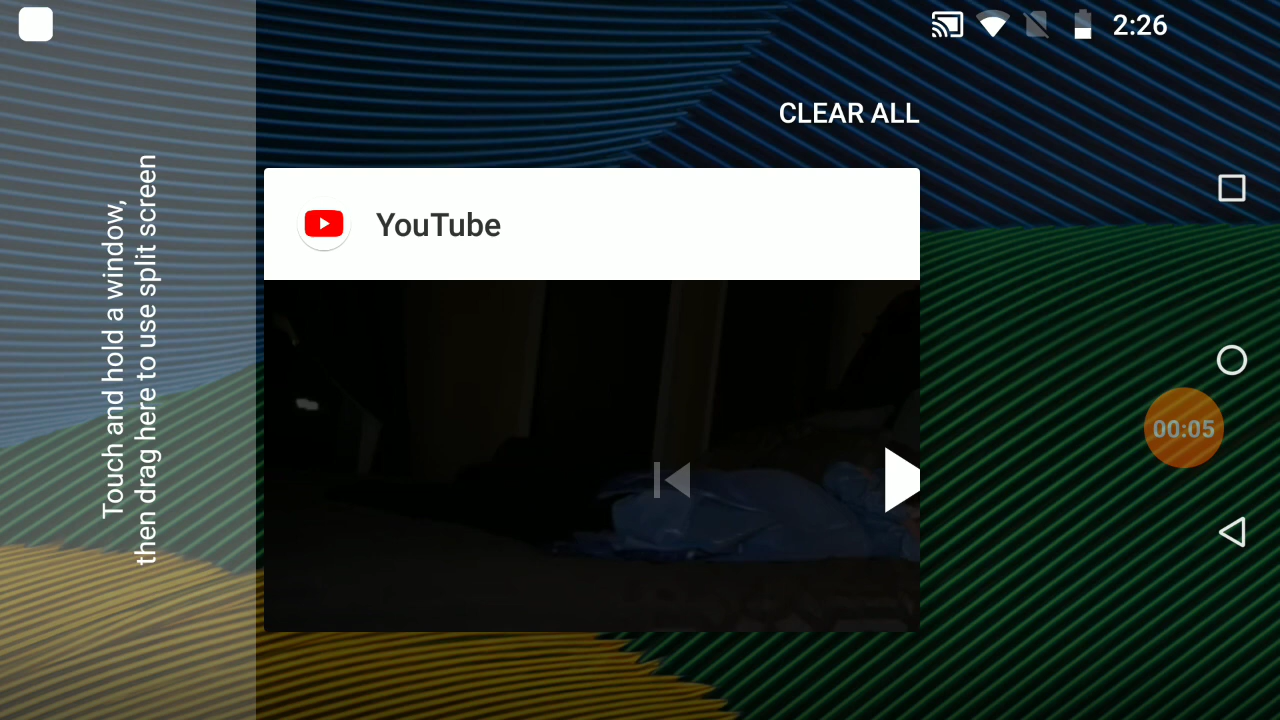 2:26
CLEAR ALL
YouTube
Touch and hold a window,
then drag here to use split screen
00:05